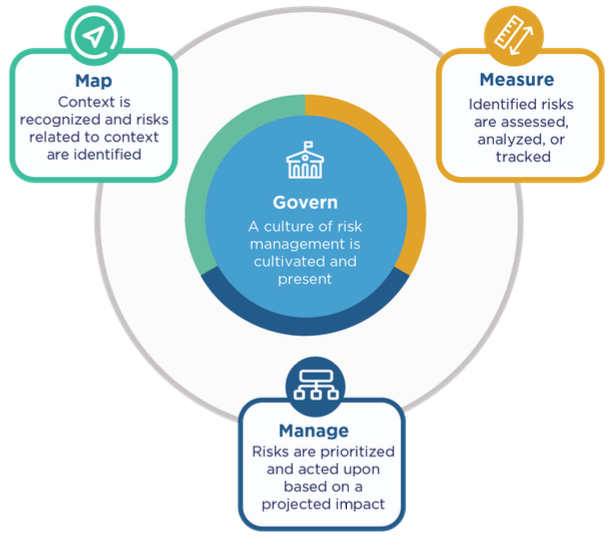 Map
Context is
recognized and risks
related to context
are identified
Measure
Identified risks
are assessed,
analyzed, or
tracked
Govern
A culture of risk
management is
cultivated and
present
Manage
Risks are prioritized
and acted upon
based on a
projected impact